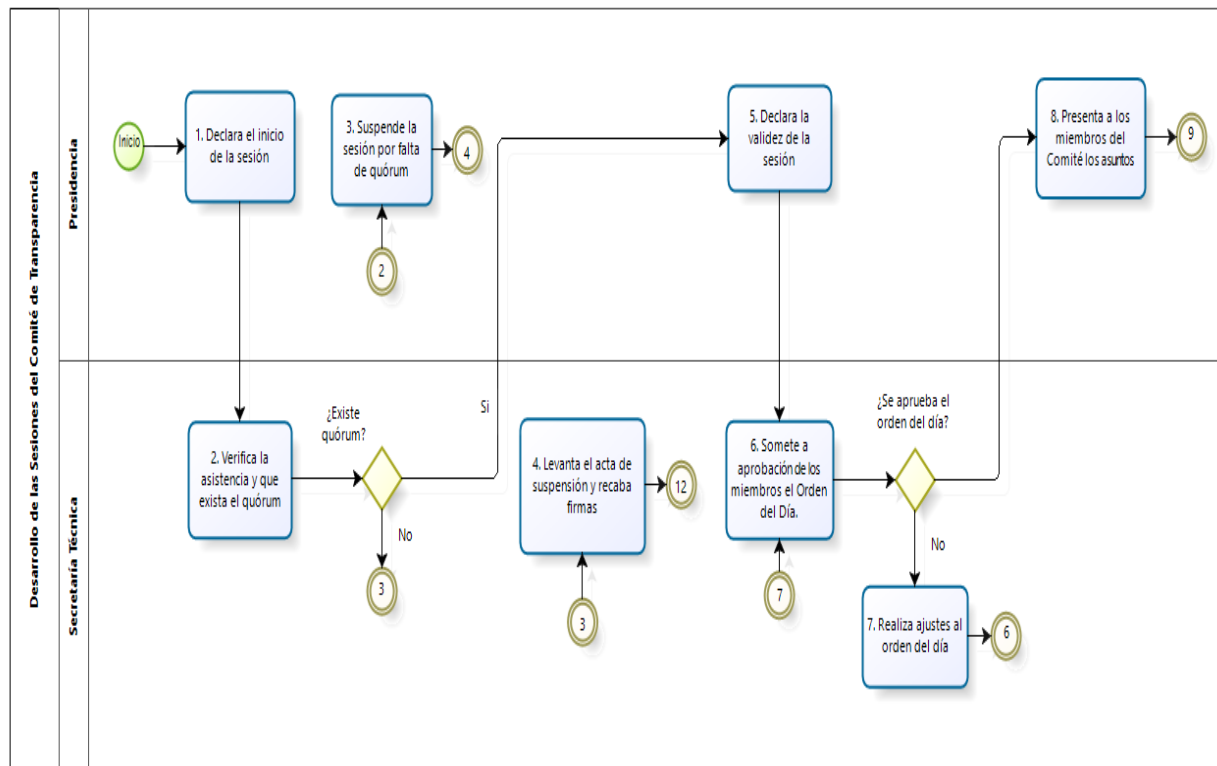 Desarrollo de las Sesiones del Comité de Transparencia
Presidencia
Inicio
1. Declara el inicio
de la sesión
3. Suspende la
sesión por falta
de quórum
4
2
5. Declara la
validez de la
sesión
8. Presenta a los
miembros del
Comité los asuntos
9
Secretaría Técnica
2. Verifica la
asistencia y que
exista el quórum
¿Existe
quórum?
Si
No
3
4. Levanta el acta de
suspensión y recaba
firmas
12
3
6. Somete a
aprobación de los
miembros el Orden
del Día.
7
¿Se aprueba el
orden del día?
No
7. Realiza ajustes al
orden del día
6